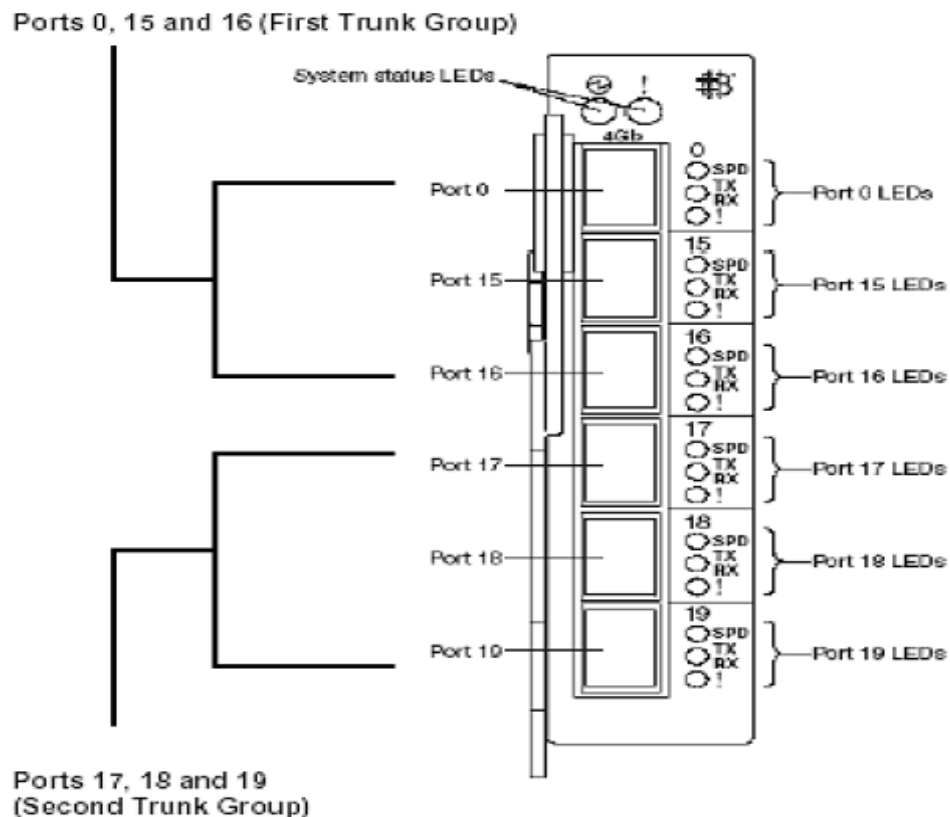 Ports 0, 15 and 16 (First Trunk Group)
System status LEDs
!
4Gb
Port 0
0
SPD
TX
RX
!
Port 0 LEDs
Port 15
15
SPD
TX
RX
!
Port 15 LEDs
Port 16
16
SPD
TX
RX
!
Port 16 LEDs
Port 17
17
SPD
TX
RX
!
Port 17 LEDs
Port 18
18
SPD
TX
RX
!
Port 18 LEDs
Port 19
19
SPD
TX
RX
!
Port 19 LEDs
Ports 17, 18 and 19
(Second Trunk Group)